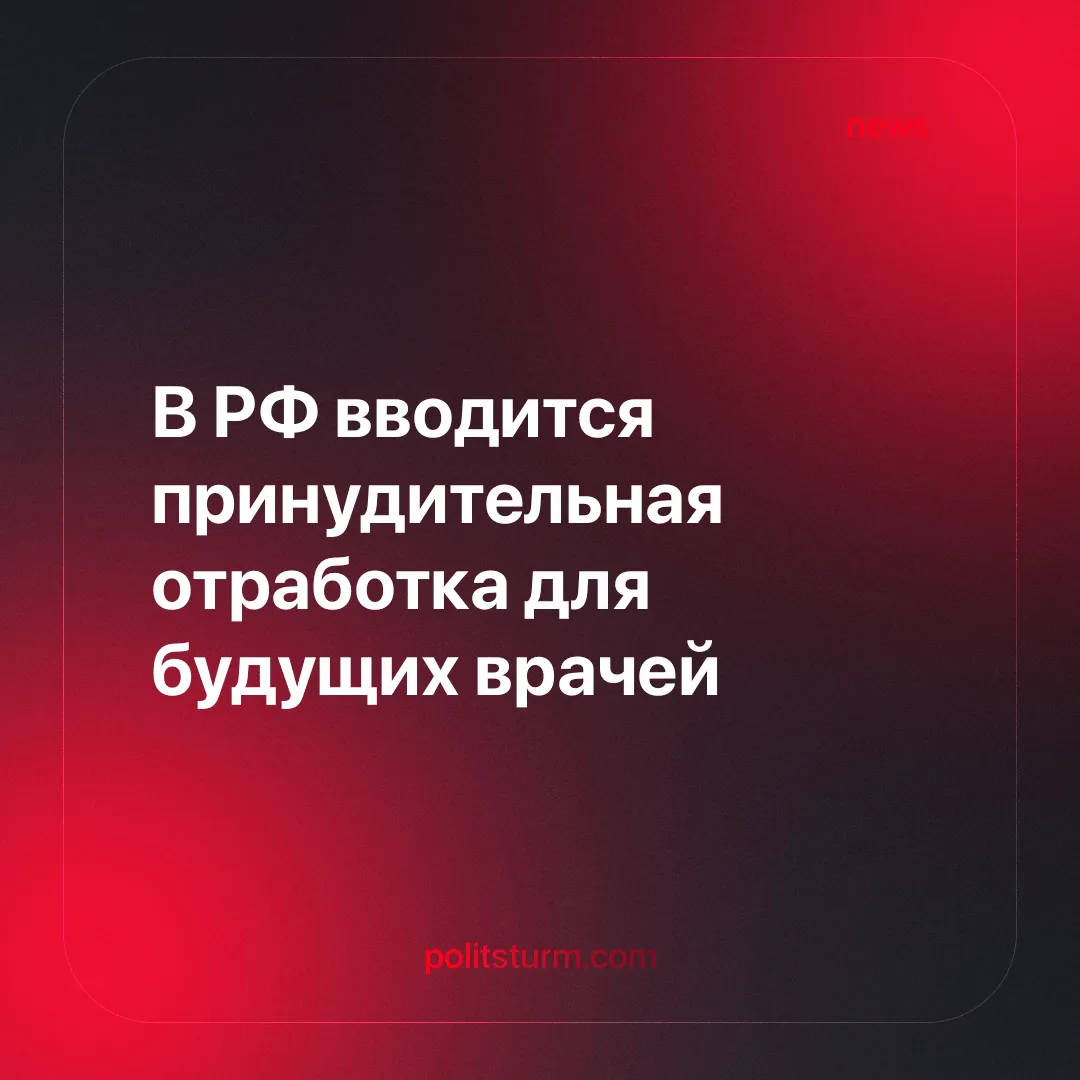 news
В РФ вводится
принудительная
отработка для
будущих врачей
politsturm.com